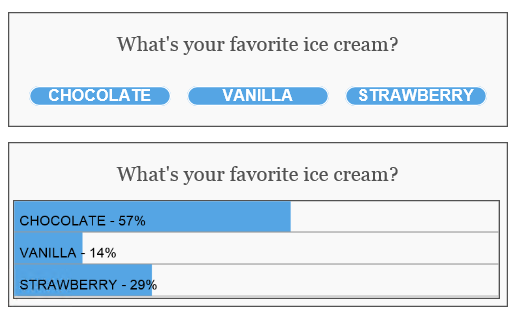 What's your favorite ice cream?
CHOCOLATE VANILLA STRAWBERRY
What's your favorite ice cream?
CHOCOLATE - 57%
VANILLA - 14%
STRAWBERRY - 29%